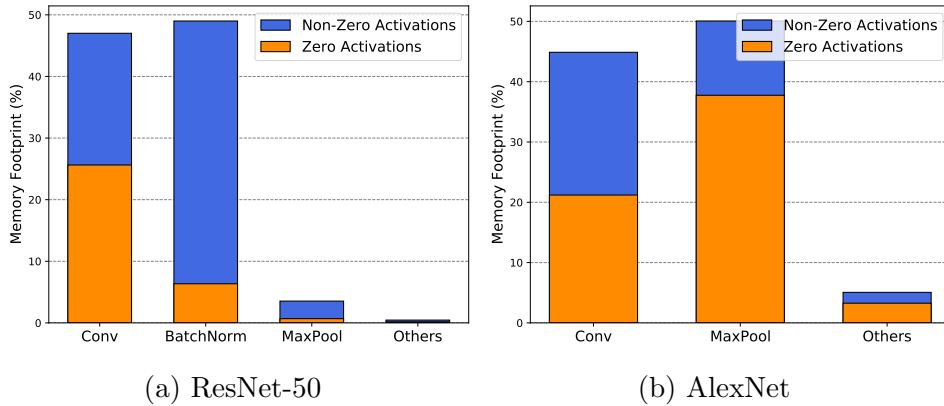 Memory Footprint (%)
50
40
30
20
10
0
Non-Zero Activations
Zero Activations
Conv BatchNorm MaxPool Others
(a) ResNet-50
Memory Footprint (%)
50
40
30
20
10
0
Non-Zero Activations
Zero Activations
Conv MaxPool Others
(b) AlexNet